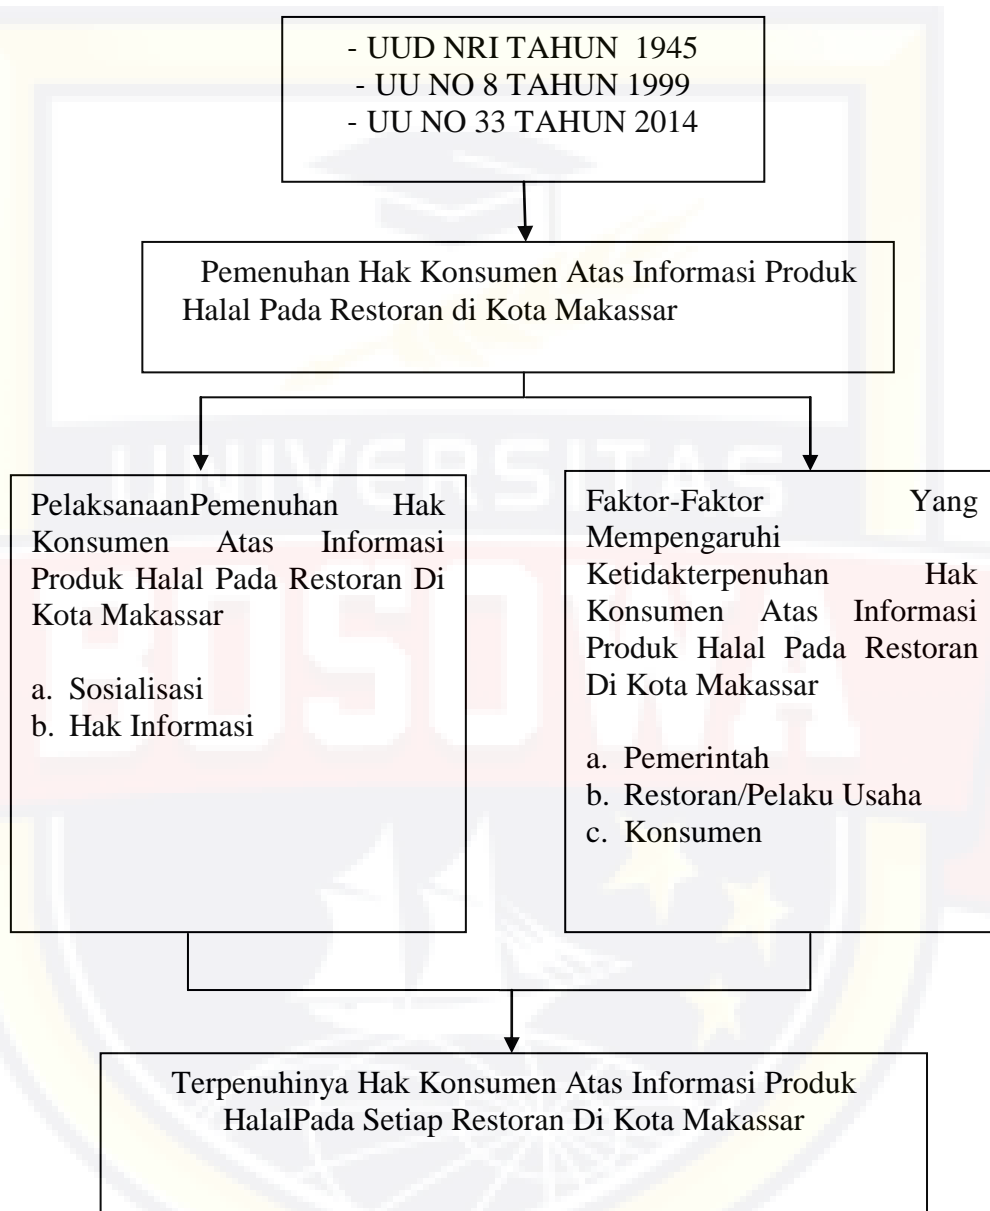 - UUD NRI TAHUN 1945
- UU NO 8 TAHUN 1999
- UU NO 33 TAHUN 2014
Pemenuhan Hak Konsumen Atas Informasi Produk
Halal Pada Restoran di Kota Makassar
UNIVERSITAS
BOSOWA
PelaksanaanPemenuhan Hak
Konsumen Atas Informasi
Produk Halal Pada Restoran Di
Kota Makassar
a. Sosialisasi
b. Hak Informasi
Faktor-Faktor Yang
Mempengaruhi
Ketidakterpenuhan Hak
Konsumen Atas Informasi
Produk Halal Pada Restoran
Di Kota Makassar
a. Pemerintah
b. Restoran/Pelaku Usaha
c. Konsumen
Terpenuhinya Hak Konsumen Atas Informasi Produk
HalalPada Setiap Restoran Di Kota Makassar